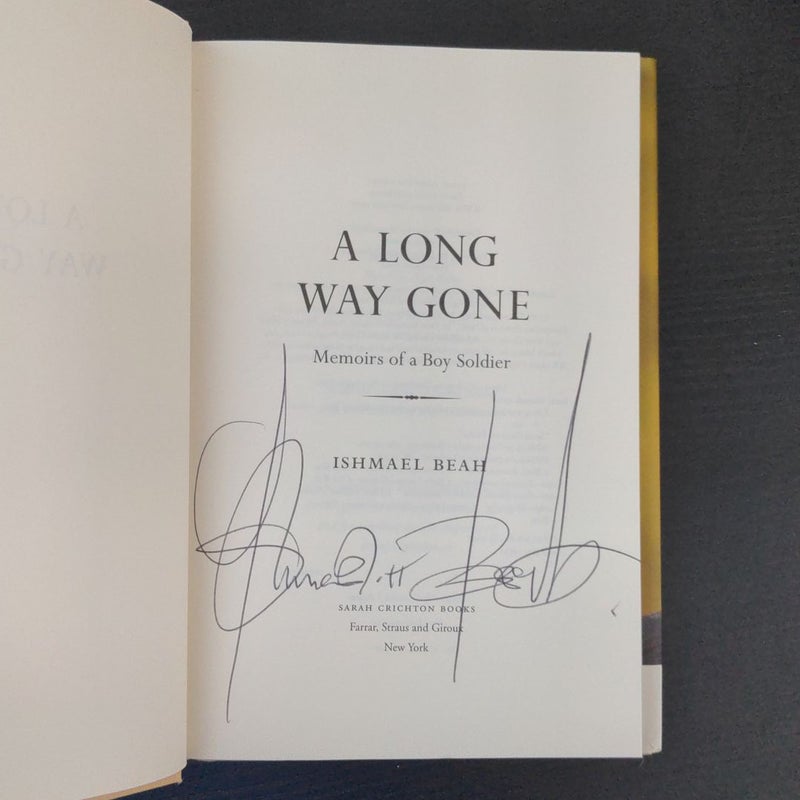 A LONG
WAY GONE
Memoirs of a Boy Soldier
ISHMAEL BEAH
SARAH CRICHTON BOOKS
Farrar, Straus and Giroux
New York